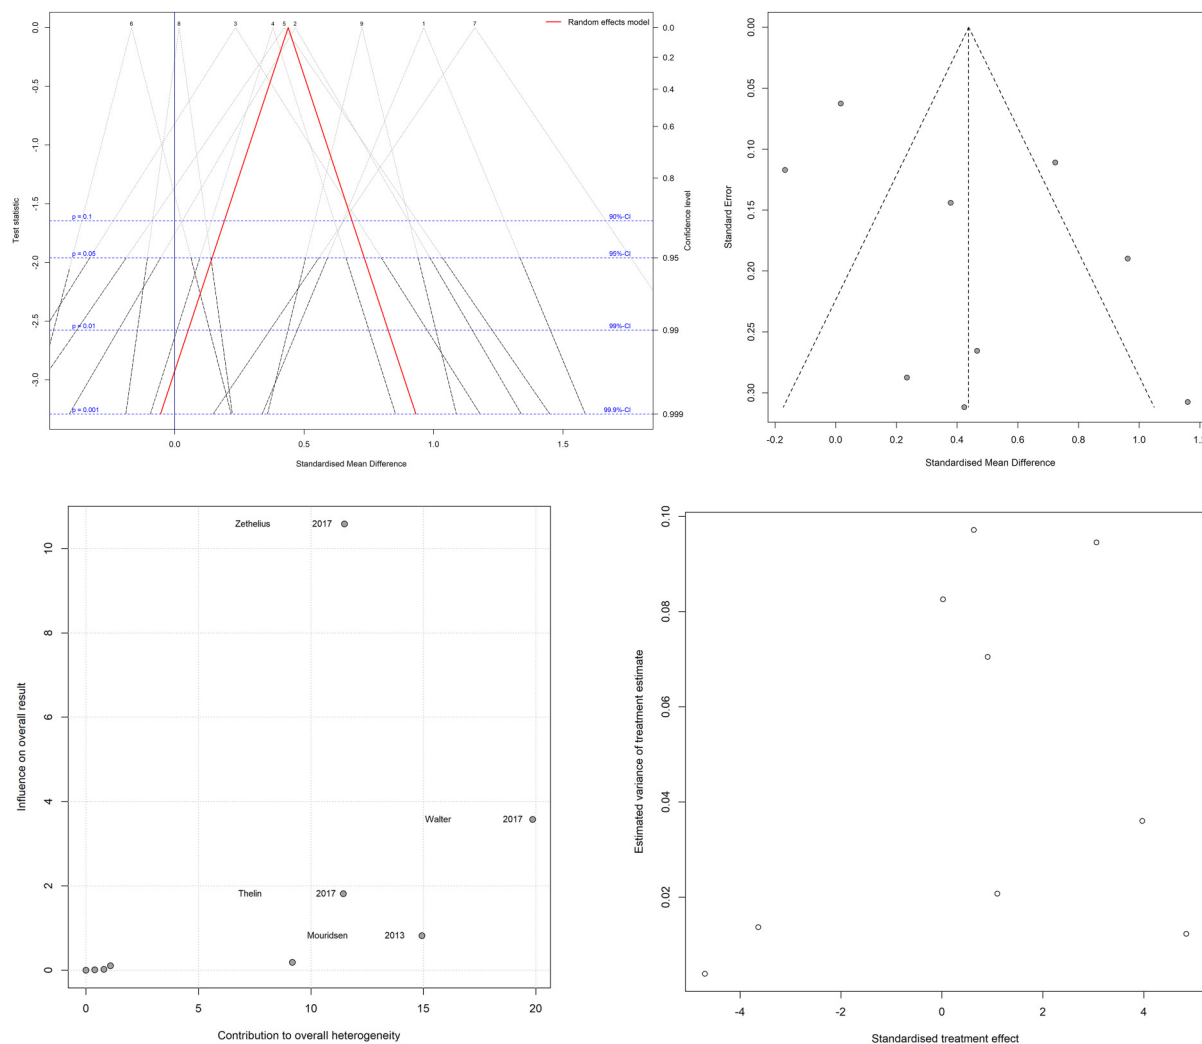 6 8 3 4 5 2 9 1 7
Random effects model
0.0
-0.5
-1.0
-1.5
-2.0
-2.5
-3.0
Test statistic
p = 0.1
p = 0.05
p = 0.01
p = 0.001
90%-CI
95%-CI
99%-CI
99.9%-CI
0.0
0.2
0.4
0.6
0.8
0.95
0.99
0.999
Confidence level
0.0 0.5 1.0 1.5
Standardised Mean Difference
0.00
0.05
0.10
0.15
0.20
0.25
0.30
Standard Error
-0.2 0.0 0.2 0.4 0.6 0.8 1.0
Standardised Mean Difference
10
8
6
4
2
0
Influence on overall result
Zethelius 2017
Walter 2017
Thelin 2017
Mouridsen 2013
0 5 10 15 20
Contribution to overall heterogeneity
0.10
0.08
0.06
0.04
0.02
Estimated variance of treatment estimate
-4 -2 0 2 4
Standardised treatment effect